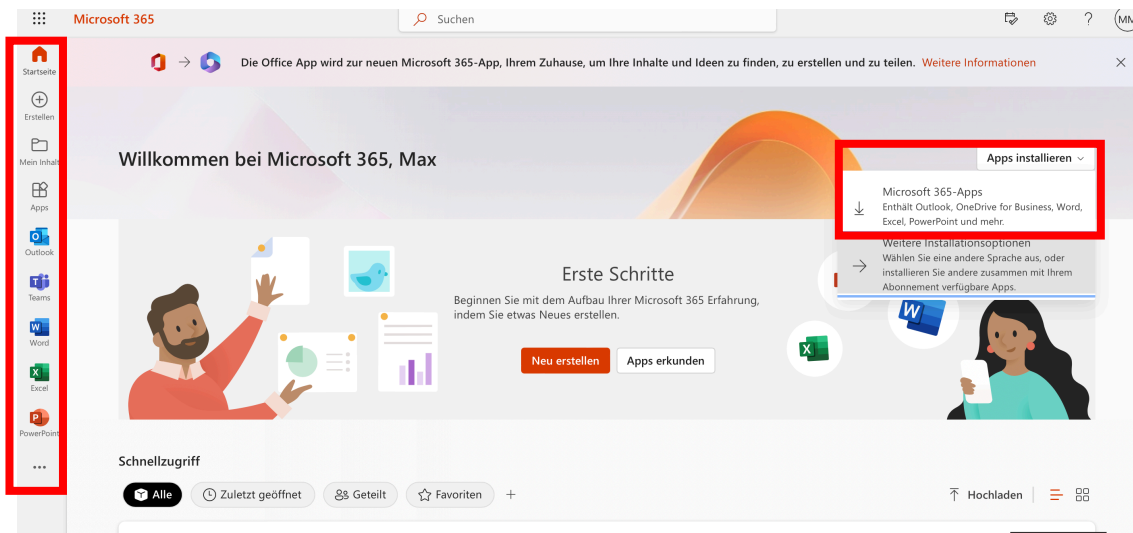 Microsoft 365
Suchen
MM
Startseite
Erstellen
Mein Inhalt
Apps
Outlook
Teams
Word
Excel
PowerPoint
Die Office App wird zur neuen Microsoft 365-App, Ihrem Zuhause, um Ihre Inhalte und Ideen zu finden, zu erstellen und zu teilen. Weitere Informationen
Willkommen bei Microsoft 365, Max
Apps installieren
Microsoft 365-Apps
Enthält Outlook, OneDrive for Business, Word,
Excel, PowerPoint und mehr.
Weitere Installationsoptionen
Wählen Sie eine andere Sprache aus, oder
installieren Sie andere zusammen mit Ihrem
Abonnement verfügbare Apps.
Erste Schritte
Beginnen Sie mit dem Aufbau Ihrer Microsoft 365 Erfahrung,
indem Sie etwas Neues erstellen.
Neu erstellen
Apps erkunden
Schnellzugriff
Alle
Zuletzt geöffnet
Geteilt
Favoriten
Hochladen